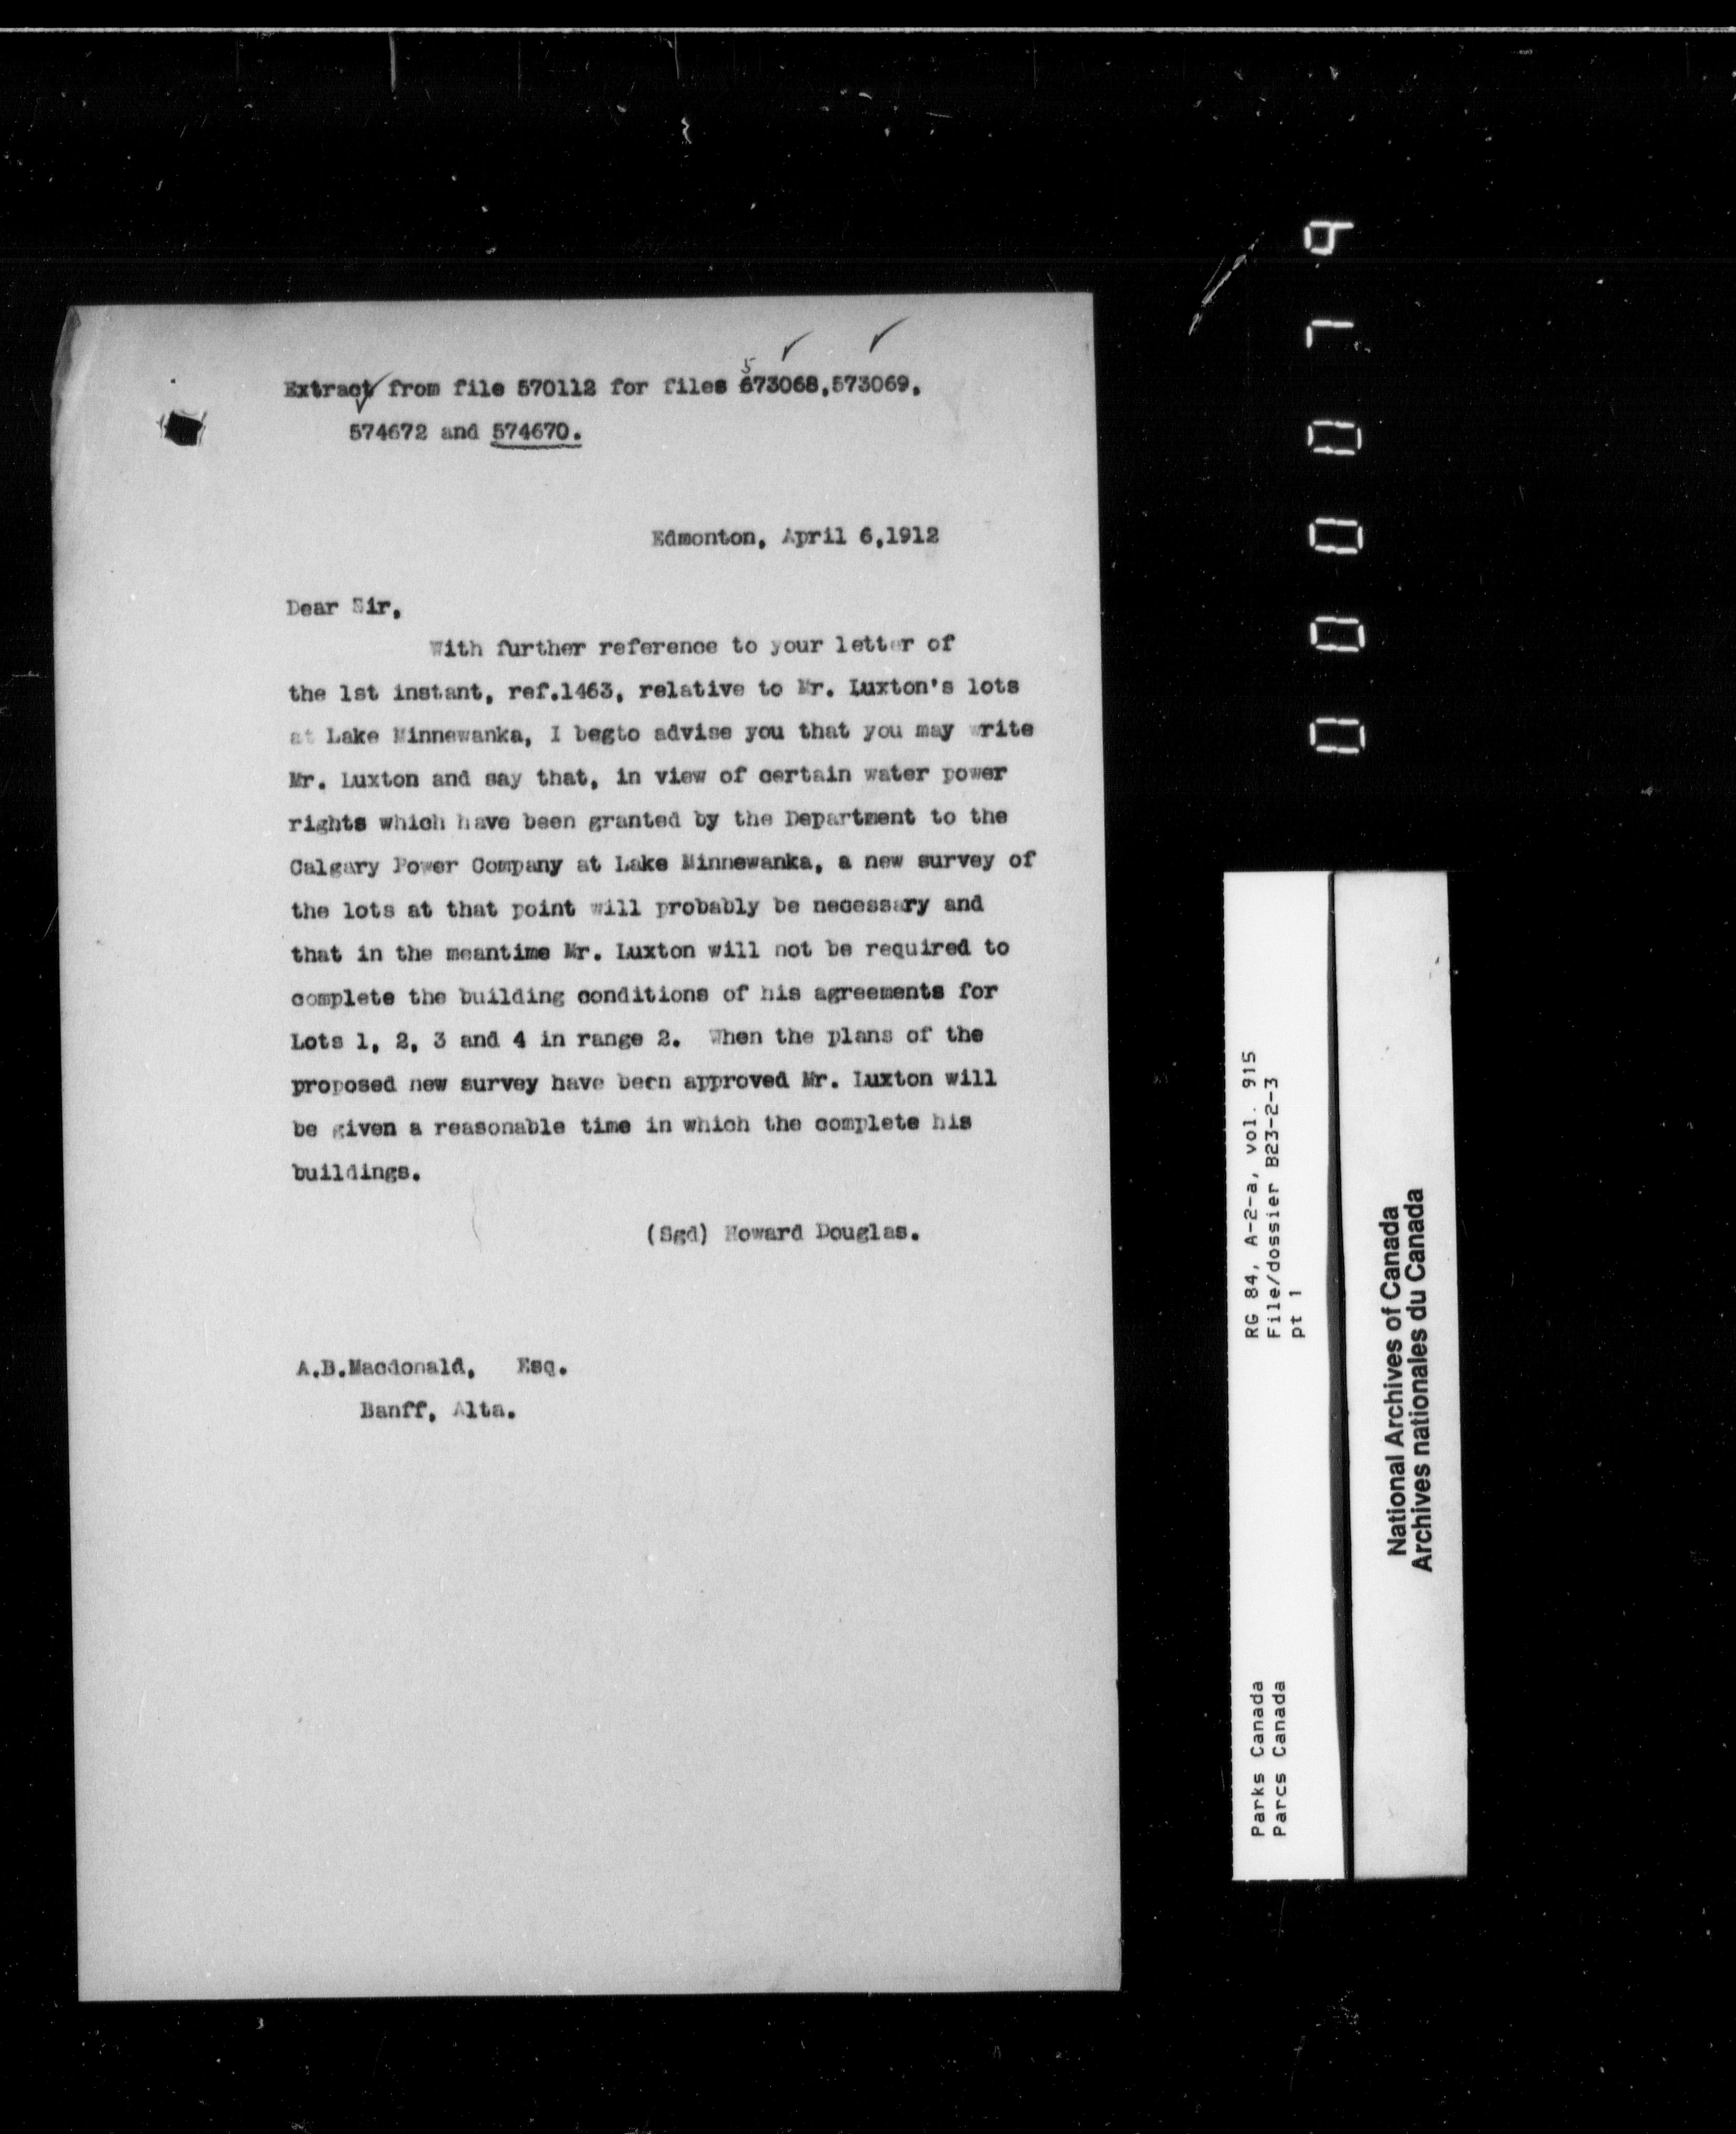 Extract from file 570112 for files 573068,573069,
574672 and 574670.
Edmonton, April 6,1912
Dear Sir,
With further reference to your letter of
the 1st instant, ref.1463, relative to Mr. Luxton's lots
at Lake Minnewanka, I begto advise you that you may write
Mr. Luxton and say that, in view of certain water power
rights which have been granted by the Department to the
Calgary Power Company at Lake Minnewanka, a new survey of
the lots at that point will probably be necessary and
that in the meantime Mr. Luxton will not be required to
complete the building conditions of his agreements for
Lots 1, 2, 3 and 4 in range 2. When the plans of the
proposed new survey have been approved Mr. Luxton will
be given a reasonable time in which the complete his
buildings.
(Sgd) Howard Douglas.
A.B.Macdonald, Esq.
Banff, Alta.
000079
RG 84, A-2-a, vol. 915
File/dossier B23-2-3
pt 1
Parks Canada
Parcs Canada
National Archives of Canada
Archives nationales du Canada